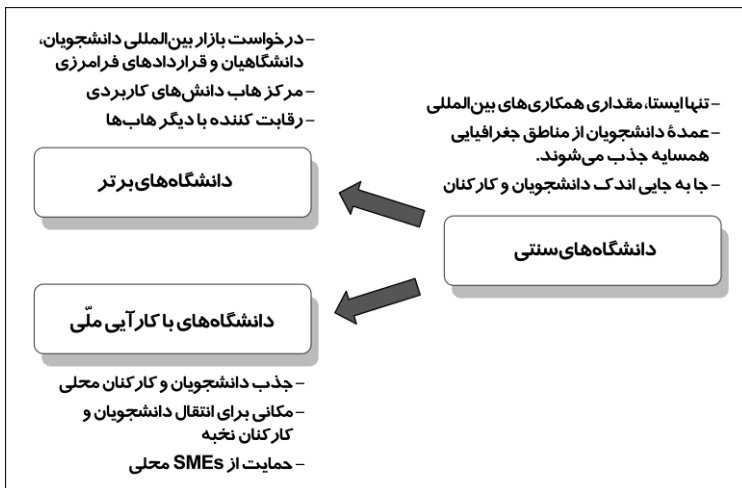 – تنها ایستا، مقداری همکاری‌های بین‌المللی
– عمدهٔ دانشجویان از مناطق جغرافیایی
همسایه جذب می‌شوند.
– جا به جایی اندک دانشجویان و کارکنان
دانشگاه‌های سنتی
– درخواست بازار بین‌المللی دانشجویان،
دانشگاهیان و قراردادهای فرامرزی
– مرکز هاب دانش‌های کاربردی
– رقابت کننده با دیگر هاب‌ها
دانشگاه‌های برتر
دانشگاه‌های با کارآیی ملّی
– جذب دانشجویان و کارکنان محلی
– مکانی برای انتقال دانشجویان و
کارکنان نخبه
– حمایت از SMEs محلی